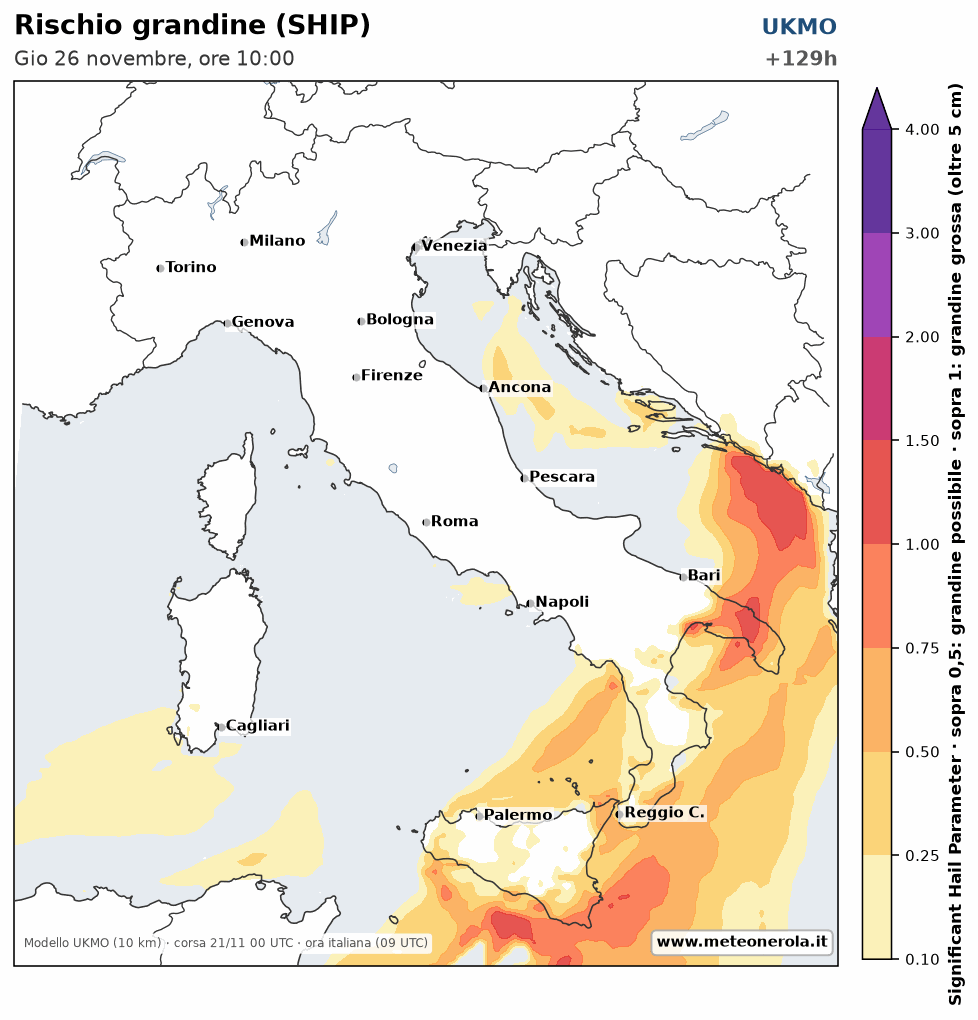 Rischio grandine (SHIP)
UKMO
Gio 26 novembre, ore 10:00
+129h
Milano
Venezia
Torino
Genova
Bologna
Firenze
Ancona
Pescara
Roma
Bari
Napoli
Cagliari
Palermo
Reggio C.
Modello UKMO (10 km) · corsa 21/11 00 UTC · ora italiana (09 UTC)
www.meteonerola.it
4.00
3.00
2.00
1.50
1.00
0.75
0.50
0.25
0.10
Significant Hail Parameter · sopra 0,5: grandine possibile · sopra 1: grandine grossa (oltre 5 cm)